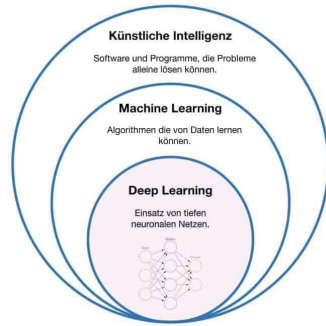 Künstliche Intelligenz
Software und Programme, die Probleme
alleine lösen können.
Machine Learning
Algorithmen die von Daten lernen
können.
Deep Learning
Einsatz von tiefen
neuronalen Netzen.